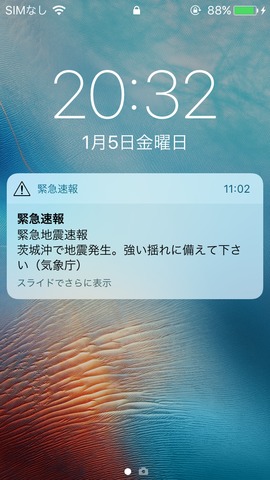 SIMなし
88%
20:32
1月5日金曜日
緊急速報 11:02
緊急速報
緊急地震速報
茨城沖で地震発生。強い揺れに備えて下さ
い（気象庁）
スライドでさらに表示